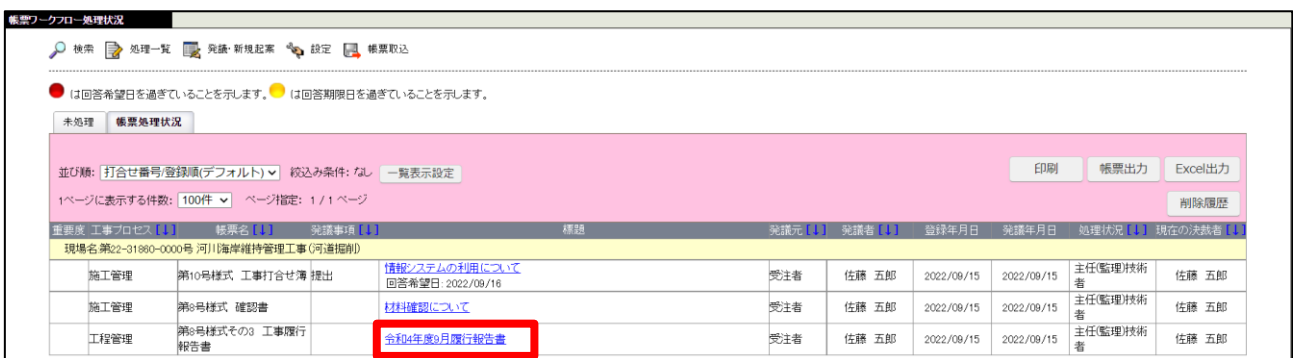 帳票ワークフロー処理状況
検索 処理一覧 発議・新規起案 設定 帳票取込
は回答希望日を過ぎていることを示します。 は回答期限日を過ぎていることを示します。
未処理 帳票処理状況
並び順: 打合せ番号/登録順(デフォルト) 絞込み条件: なし 一覧表示設定 印刷 帳票出力 Excel出力
1ページに表示する件数: 100件 ページ指定: 1 / 1 ページ 削除履歴
重要度 工事プロセス【↓】 帳票名【↓】 発議事項【↓】 標題 発議元【↓】 発議者【↓】 登録年月日 発議年月日 処理状況【↓】 現在の決裁者【↓】
現場名 第22-31860-0000号 河川海岸維持管理工事(河道掘削)
施工管理 第10号様式 工事打合せ簿 提出 情報システムの利用について 受注者 佐藤 五郎 2022/09/15 2022/09/15 主任(監理)技術者 佐藤 五郎
回答希望日: 2022/09/16
施工管理 第8号様式 確認書 材料確認について 受注者 佐藤 五郎 2022/09/15 2022/09/15 主任(監理)技術者 佐藤 五郎
工程管理 第8号様式その3 工事履行報告書 令和4年度9月履行報告書 受注者 佐藤 五郎 2022/09/15 2022/09/15 主任(監理)技術者 佐藤 五郎